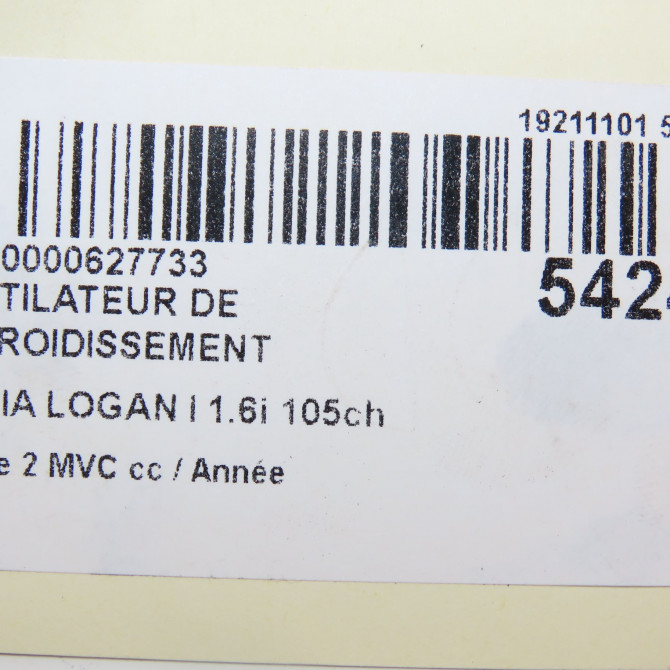 19211101 5
0000627733
542
TILATEUR DE
ROIDISSEMENT
IA LOGAN I 1.6i 105ch
e 2 MVC cc / Année